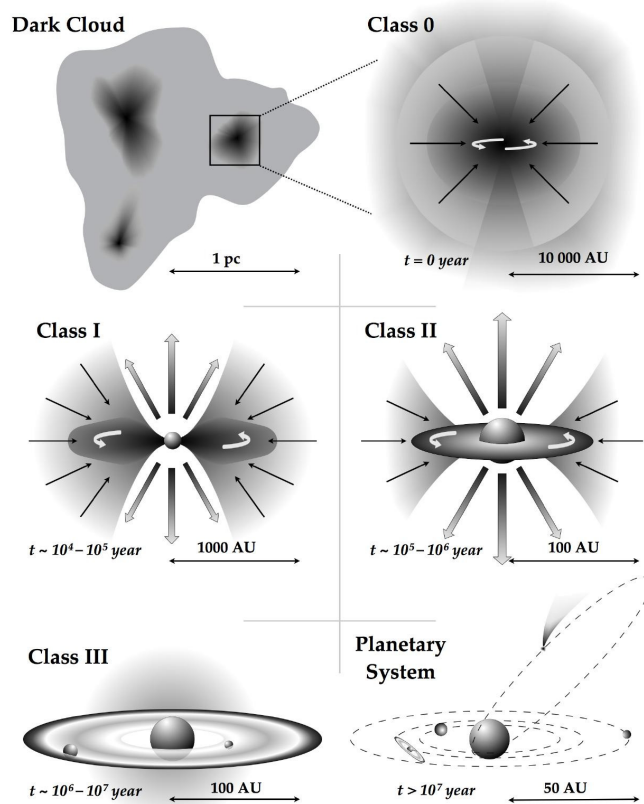 Dark Cloud
1 pc
Class 0
t = 0 year
10 000 AU
Class I
t ~ 10⁴ – 10⁵ year
1000 AU
Class II
t ~ 10⁵ – 10⁶ year
100 AU
Class III
t ~ 10⁶ – 10⁷ year
100 AU
Planetary
System
t > 10⁷ year
50 AU